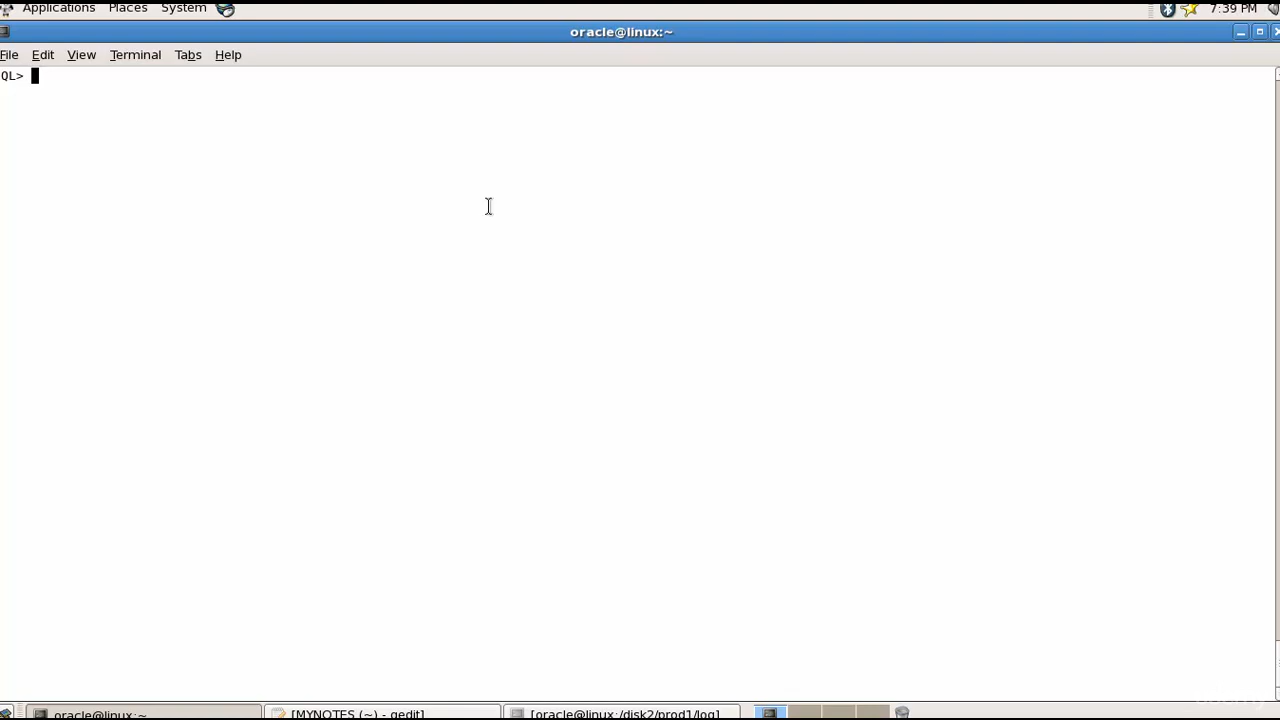 Applications Places System 7:39 PM
oracle@linux:~
File Edit View Terminal Tabs Help
QL>
oracle@linux:~ [MYNOTES (~) - gedit] [oracle@linux:/disk2/prod1/log]